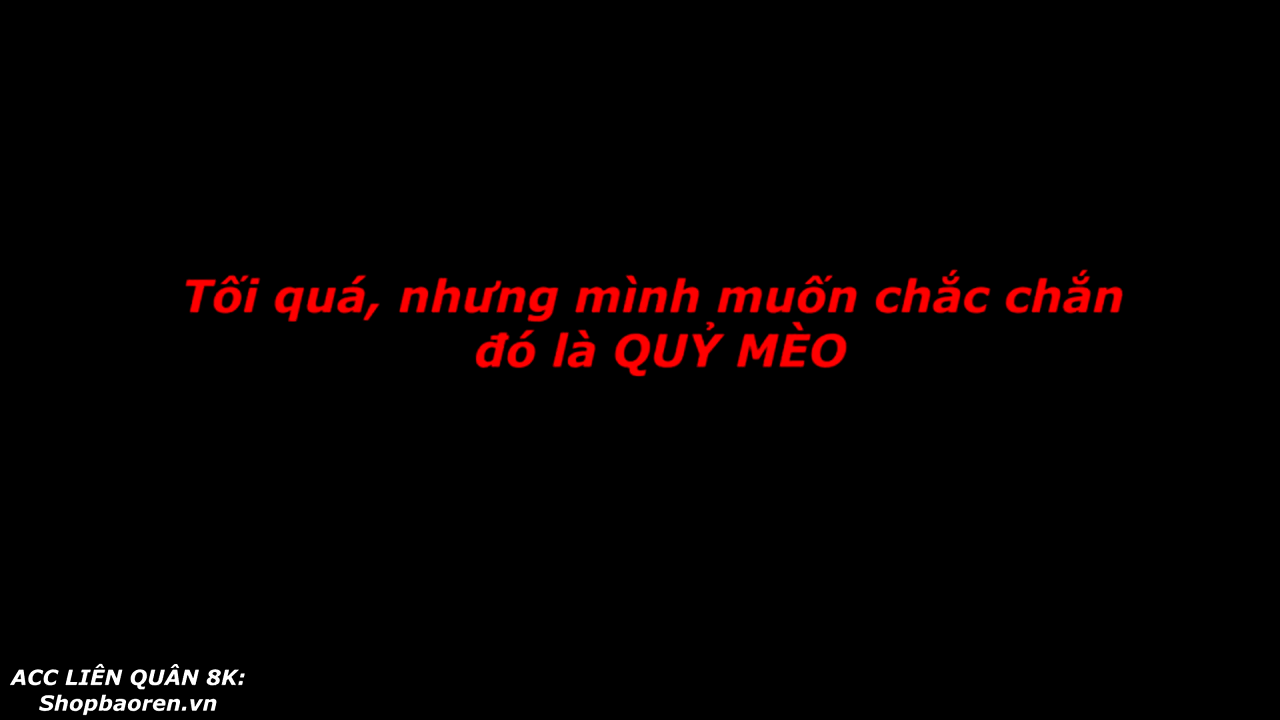 Tối quá, nhưng mình muốn chắc chắn
đó là QUỶ MÈO
ACC LIÊN QUÂN 8K:
Shopbaoren.vn